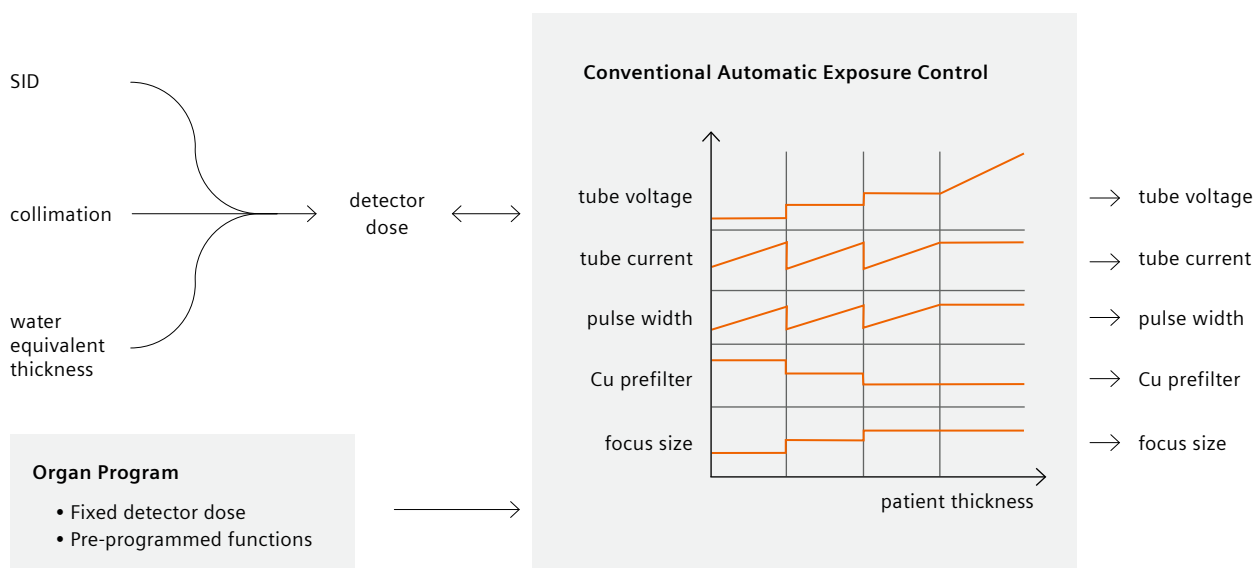 SID
collimation
water
equivalent
thickness
detector
dose
Organ Program
• Fixed detector dose
• Pre-programmed functions
Conventional Automatic Exposure Control
tube voltage
tube current
pulse width
Cu prefilter
focus size
patient thickness
tube voltage
tube current
pulse width
Cu prefilter
focus size